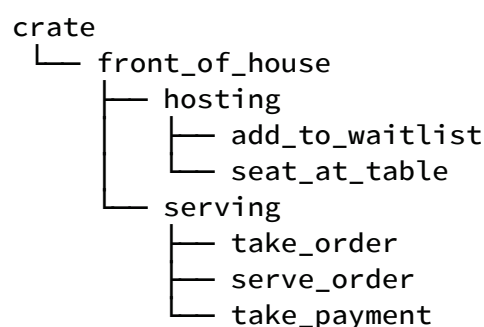 crate
└── front_of_house
    ├── hosting
    │   ├── add_to_waitlist
    │   └── seat_at_table
    └── serving
        ├── take_order
        ├── serve_order
        └── take_payment